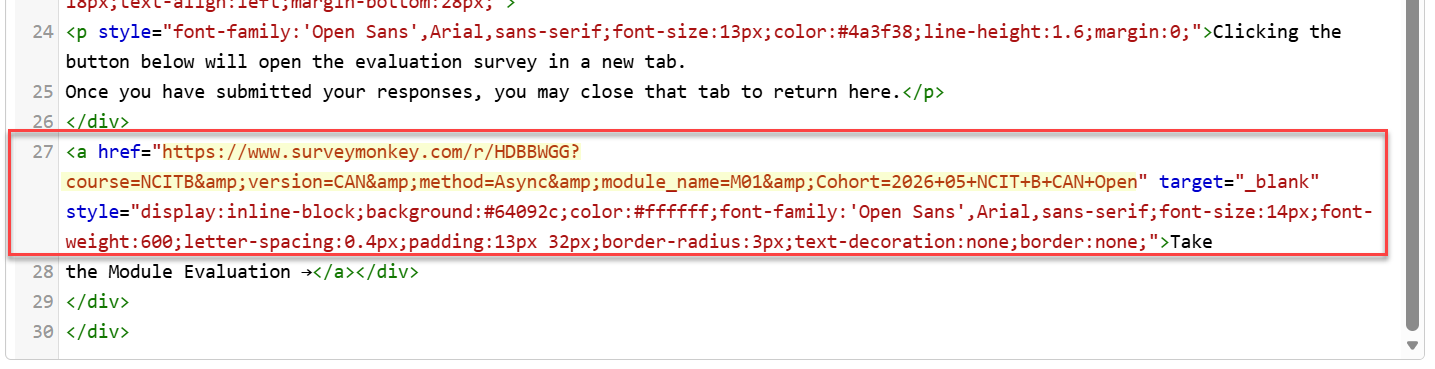 18px;text-align:left;margin-bottom:28px;">
24 <p style="font-family:'Open Sans',Arial,sans-serif;font-size:13px;color:#4a3f38;line-height:1.6;margin:0;">Clicking the
button below will open the evaluation survey in a new tab.
25 Once you have submitted your responses, you may close that tab to return here.</p>
26 </div>
27 <a href="https://www.surveymonkey.com/r/HDBBWGG?
course=NCITB&amp;version=CAN&amp;method=Async&amp;module_name=M01&amp;Cohort=2026+05+NCIT+B+CAN+Open" target="_blank"
style="display:inline-block;background:#64092c;color:#ffffff;font-family:'Open Sans',Arial,sans-serif;font-size:14px;font-
weight:600;letter-spacing:0.4px;padding:13px 32px;border-radius:3px;text-decoration:none;border:none;">Take
28 the Module Evaluation →</a></div>
29 </div>
30 </div>